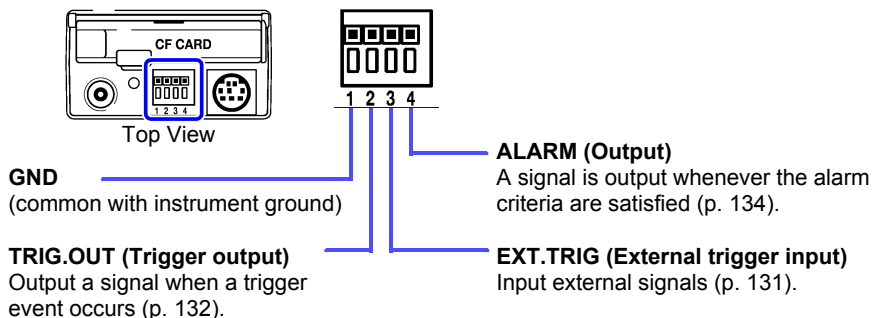 CF CARD
1 2 3 4
Top View
1 2 3 4
GND
(common with instrument ground)
TRIG.OUT (Trigger output)
Output a signal when a trigger
event occurs (p. 132).
ALARM (Output)
A signal is output whenever the alarm
criteria are satisfied (p. 134).
EXT.TRIG (External trigger input)
Input external signals (p. 131).